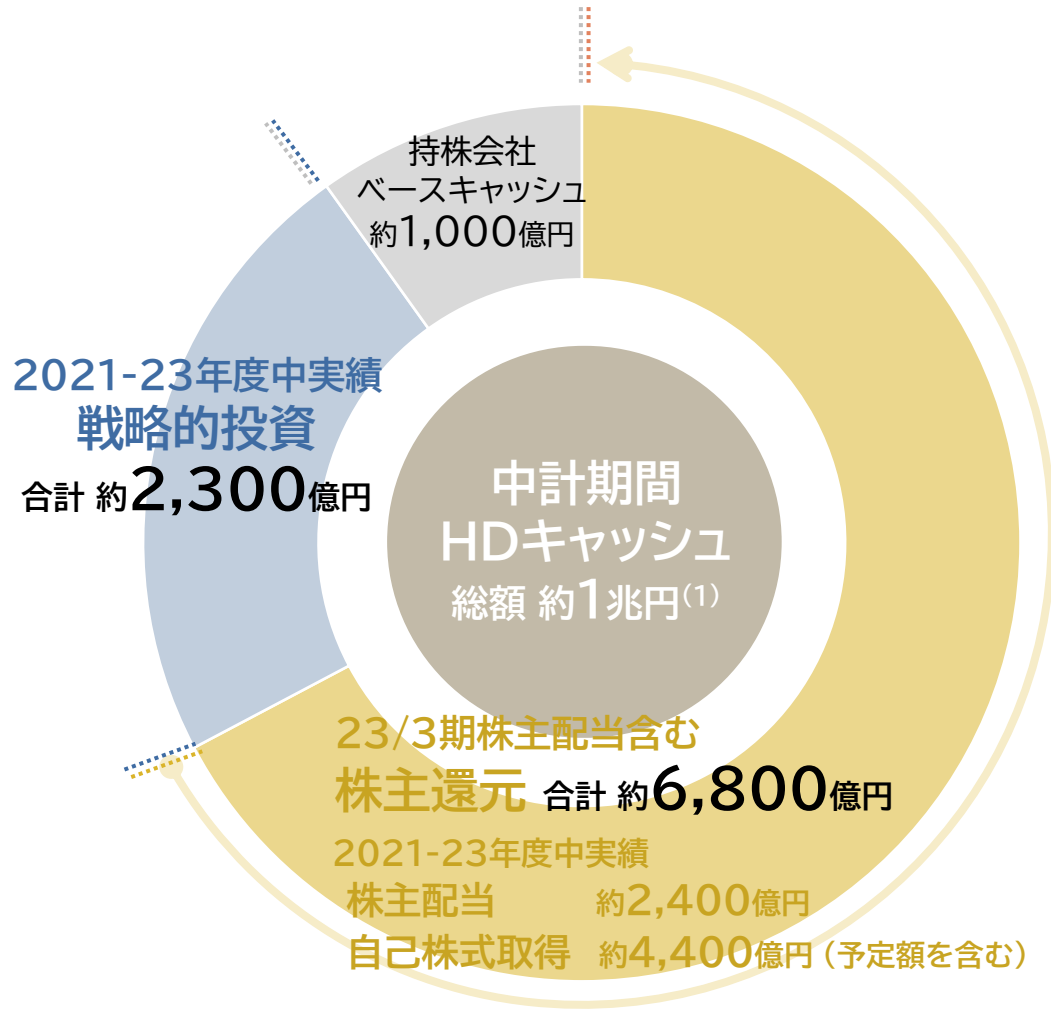 持株会社
ベースキャッシュ
約1,000億円
2021-23年度中実績
戦略的投資
合計 約2,300億円
中計期間
HDキャッシュ
総額 約1兆円(1)
23/3期株主配当含む
株主還元 合計 約6,800億円
2021-23年度中実績
株主配当 約2,400億円
自己株式取得 約4,400億円(予定額を含む)